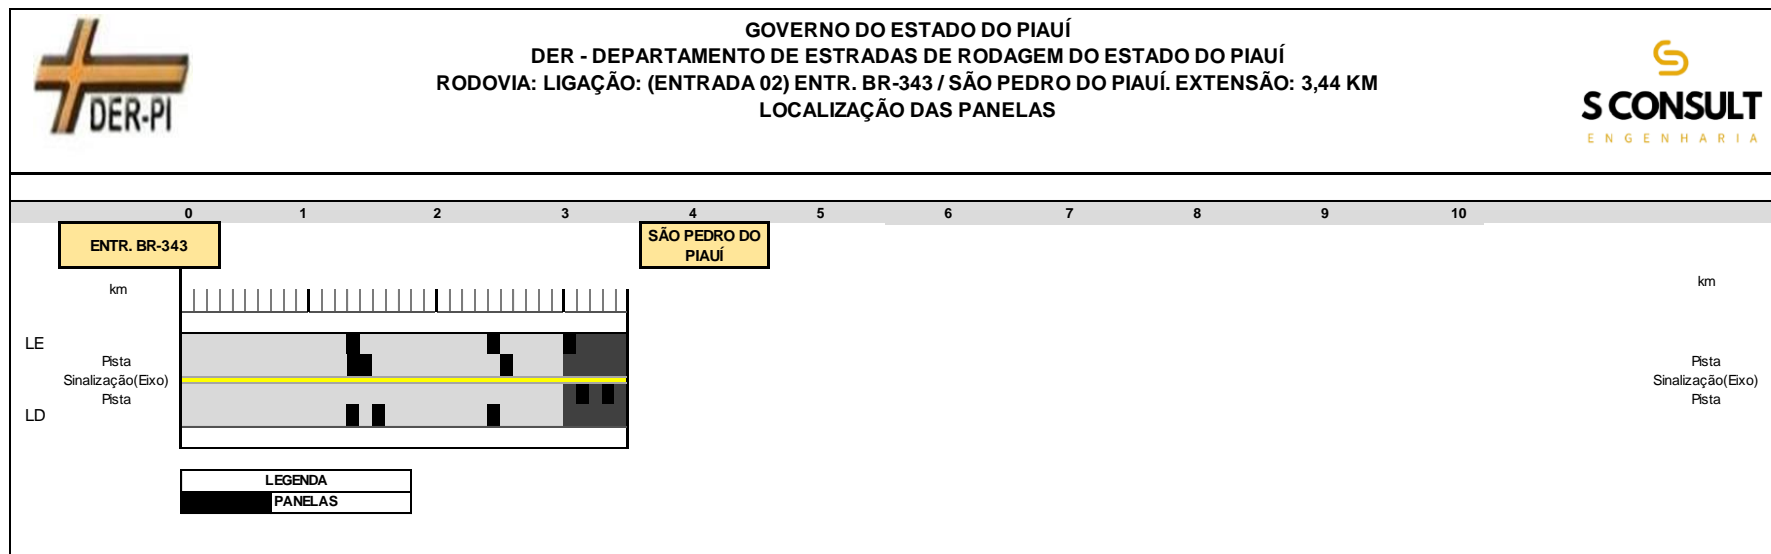 GOVERNO DO ESTADO DO PIAUÍ
DER - DEPARTAMENTO DE ESTRADAS DE RODAGEM DO ESTADO DO PIAUÍ
RODOVIA: LIGAÇÃO: (ENTRADA 02) ENTR. BR-343 / SÃO PEDRO DO PIAUÍ. EXTENSÃO: 3,44 KM
LOCALIZAÇÃO DAS PANELAS
DER-PI
S CONSULT
ENGENHARIA
0 1 2 3 4 5 6 7 8 9 10
ENTR. BR-343
SÃO PEDRO DO
PIAUÍ
km
km
LE
Pista
Pista
Sinalização(Eixo)
Sinalização(Eixo)
Pista
Pista
LD
LEGENDA
PANELAS